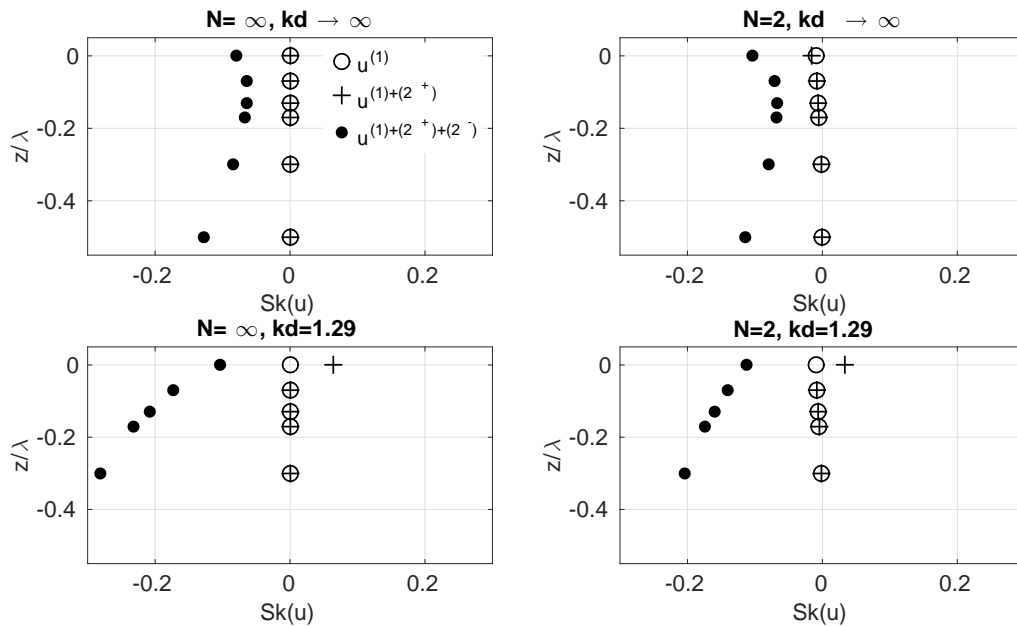 N= ∞, kd → ∞
0
-0.2
-0.4
z/λ
-0.2
0
0.2
Sk(u)
u(1)
u(1)+(2 +)
u(1)+(2 +)+(2 -)
N=2, kd → ∞
0
-0.2
-0.4
z/λ
-0.2
0
0.2
Sk(u)
N= ∞, kd=1.29
0
-0.2
-0.4
z/λ
-0.2
0
0.2
Sk(u)
N=2, kd=1.29
0
-0.2
-0.4
z/λ
-0.2
0
0.2
Sk(u)